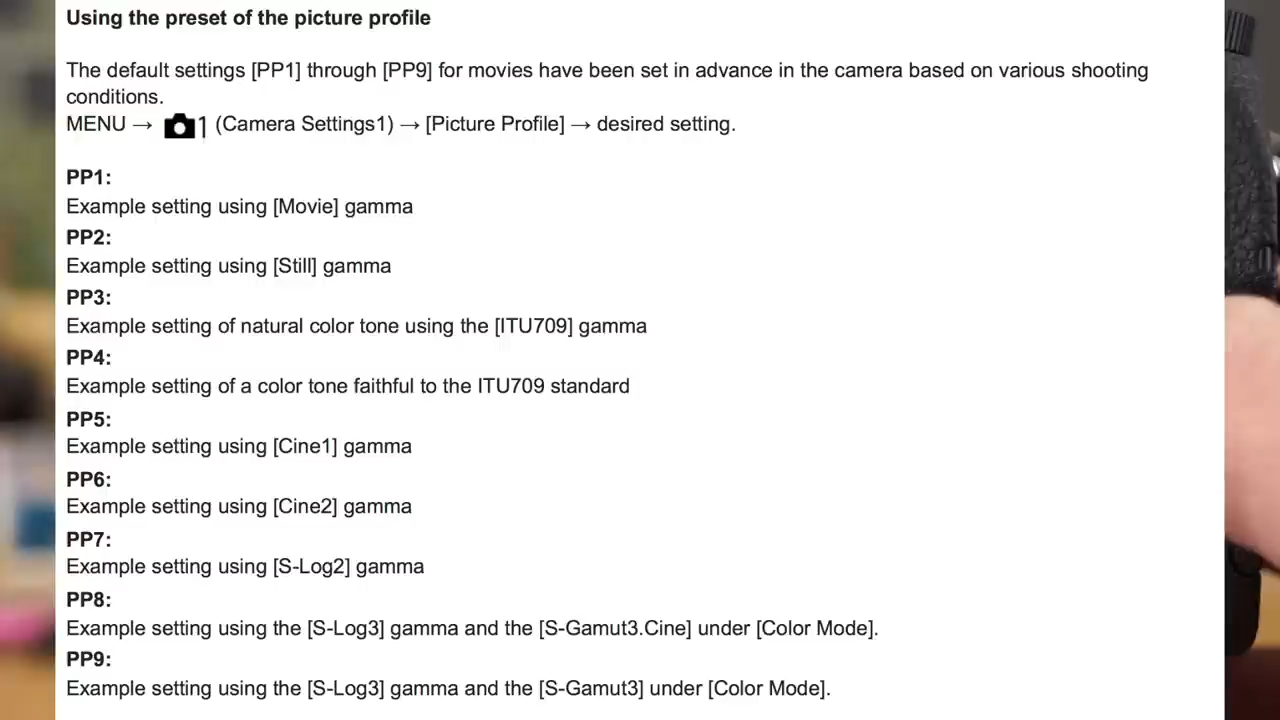 Using the preset of the picture profile
The default settings [PP1] through [PP9] for movies have been set in advance in the camera based on various shooting
conditions.
MENU → 1 (Camera Settings1) → [Picture Profile] → desired setting.
PP1:
Example setting using [Movie] gamma
PP2:
Example setting using [Still] gamma
PP3:
Example setting of natural color tone using the [ITU709] gamma
PP4:
Example setting of a color tone faithful to the ITU709 standard
PP5:
Example setting using [Cine1] gamma
PP6:
Example setting using [Cine2] gamma
PP7:
Example setting using [S-Log2] gamma
PP8:
Example setting using the [S-Log3] gamma and the [S-Gamut3.Cine] under [Color Mode].
PP9:
Example setting using the [S-Log3] gamma and the [S-Gamut3] under [Color Mode].